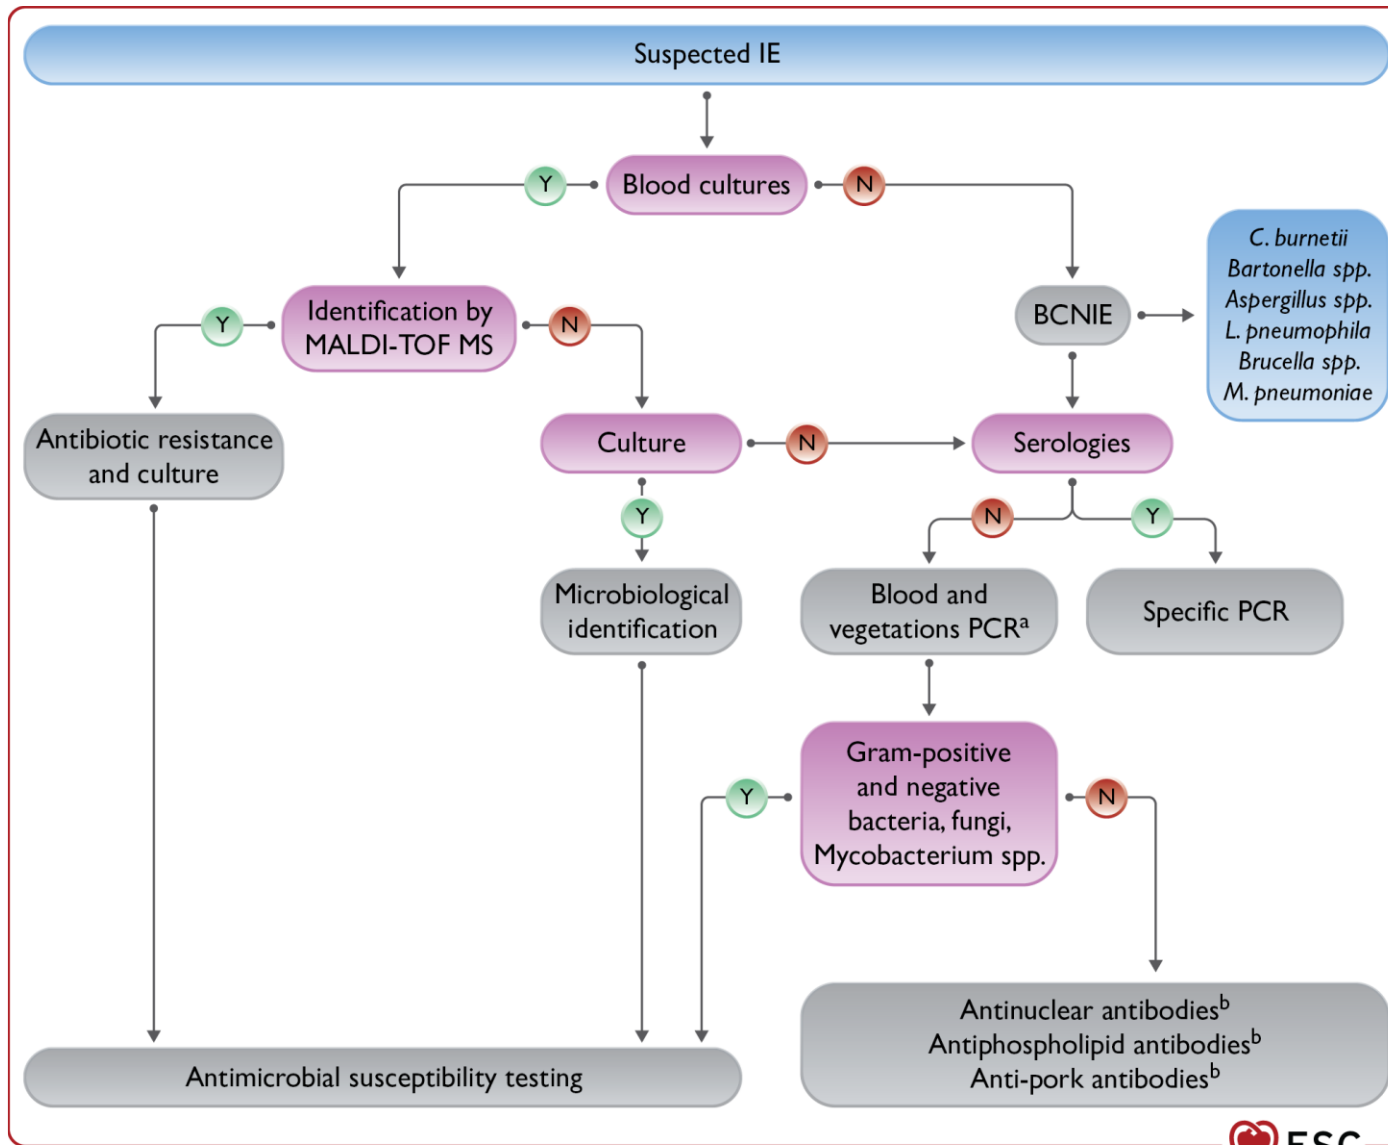 Suspected IE
Y
Blood cultures
N
C. burnetii
Bartonella spp.
Aspergillus spp.
L. pneumophila
Brucella spp.
M. pneumoniae
Y
Identification by
MALDI-TOF MS
N
BCNIE
Antibiotic resistance
and culture
Culture
N
Serologies
Y
N
Y
Microbiological
identification
Blood and
vegetations PCRᵃ
Specific PCR
Y
Gram-positive
and negative
bacteria, fungi,
Mycobacterium spp.
N
Antinuclear antibodiesᵇ
Antiphospholipid antibodiesᵇ
Anti-pork antibodiesᵇ
Antimicrobial susceptibility testing
ESC